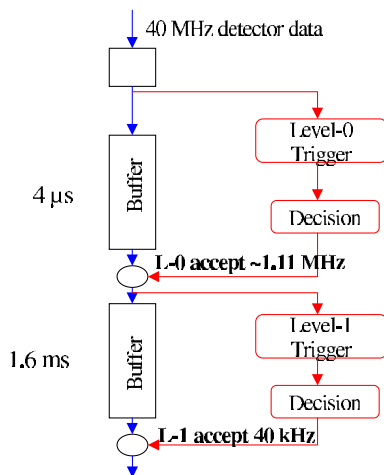 40 MHz detector data
Level-0
Trigger
Buffer
4 µs
Decision
L-0 accept ~1.11 MHz
Level-1
Trigger
Buffer
1.6 ms
Decision
L-1 accept 40 kHz